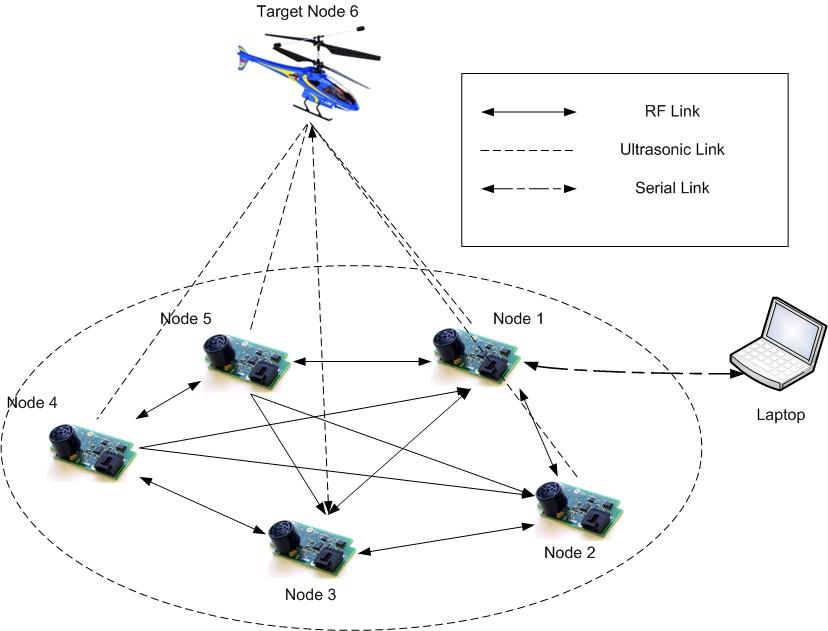 Target Node 6
RF Link
Ultrasonic Link
Serial Link
Node 5
Node 1
Node 4
Laptop
Node 2
Node 3